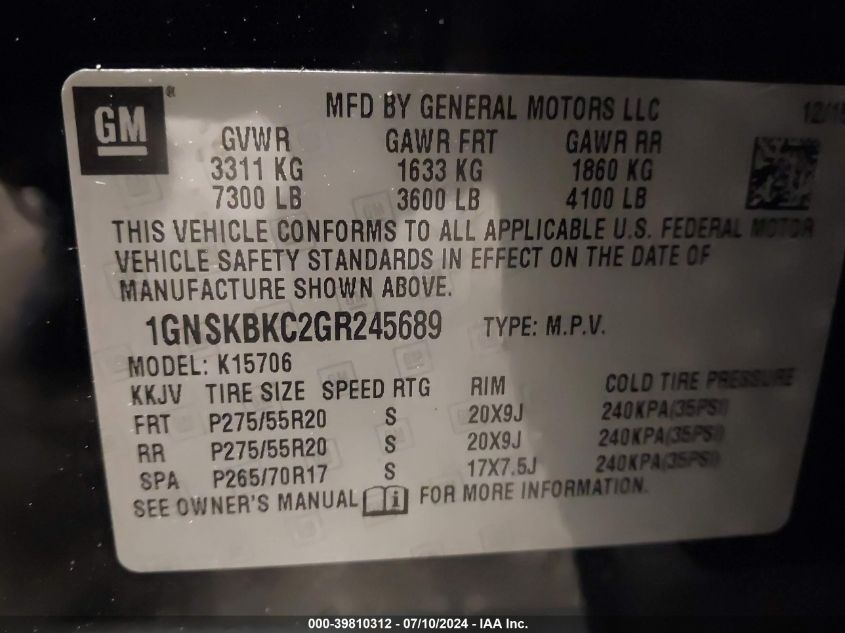 GM ®
MFD BY GENERAL MOTORS LLC
GVWR GAWR FRT GAWR RR
3311 KG 1633 KG 1860 KG
7300 LB 3600 LB 4100 LB
THIS VEHICLE CONFORMS TO ALL APPLICABLE U.S. FEDERAL MOTOR
VEHICLE SAFETY STANDARDS IN EFFECT ON THE DATE OF
MANUFACTURE SHOWN ABOVE.
1GNSKBKC2GR245689 TYPE: M.P.V.
MODEL: K15706
KKJV TIRE SIZE SPEED RTG RIM COLD TIRE PRESSURE
FRT P275/55R20 S 20X9J 240KPA(35PSI)
RR P275/55R20 S 20X9J 240KPA(35PSI)
SPA P265/70R17 S 17X7.5J 240KPA(35PSI)
SEE OWNER'S MANUAL i FOR MORE INFORMATION.
000-39810312 - 07/10/2024 - IAA Inc.